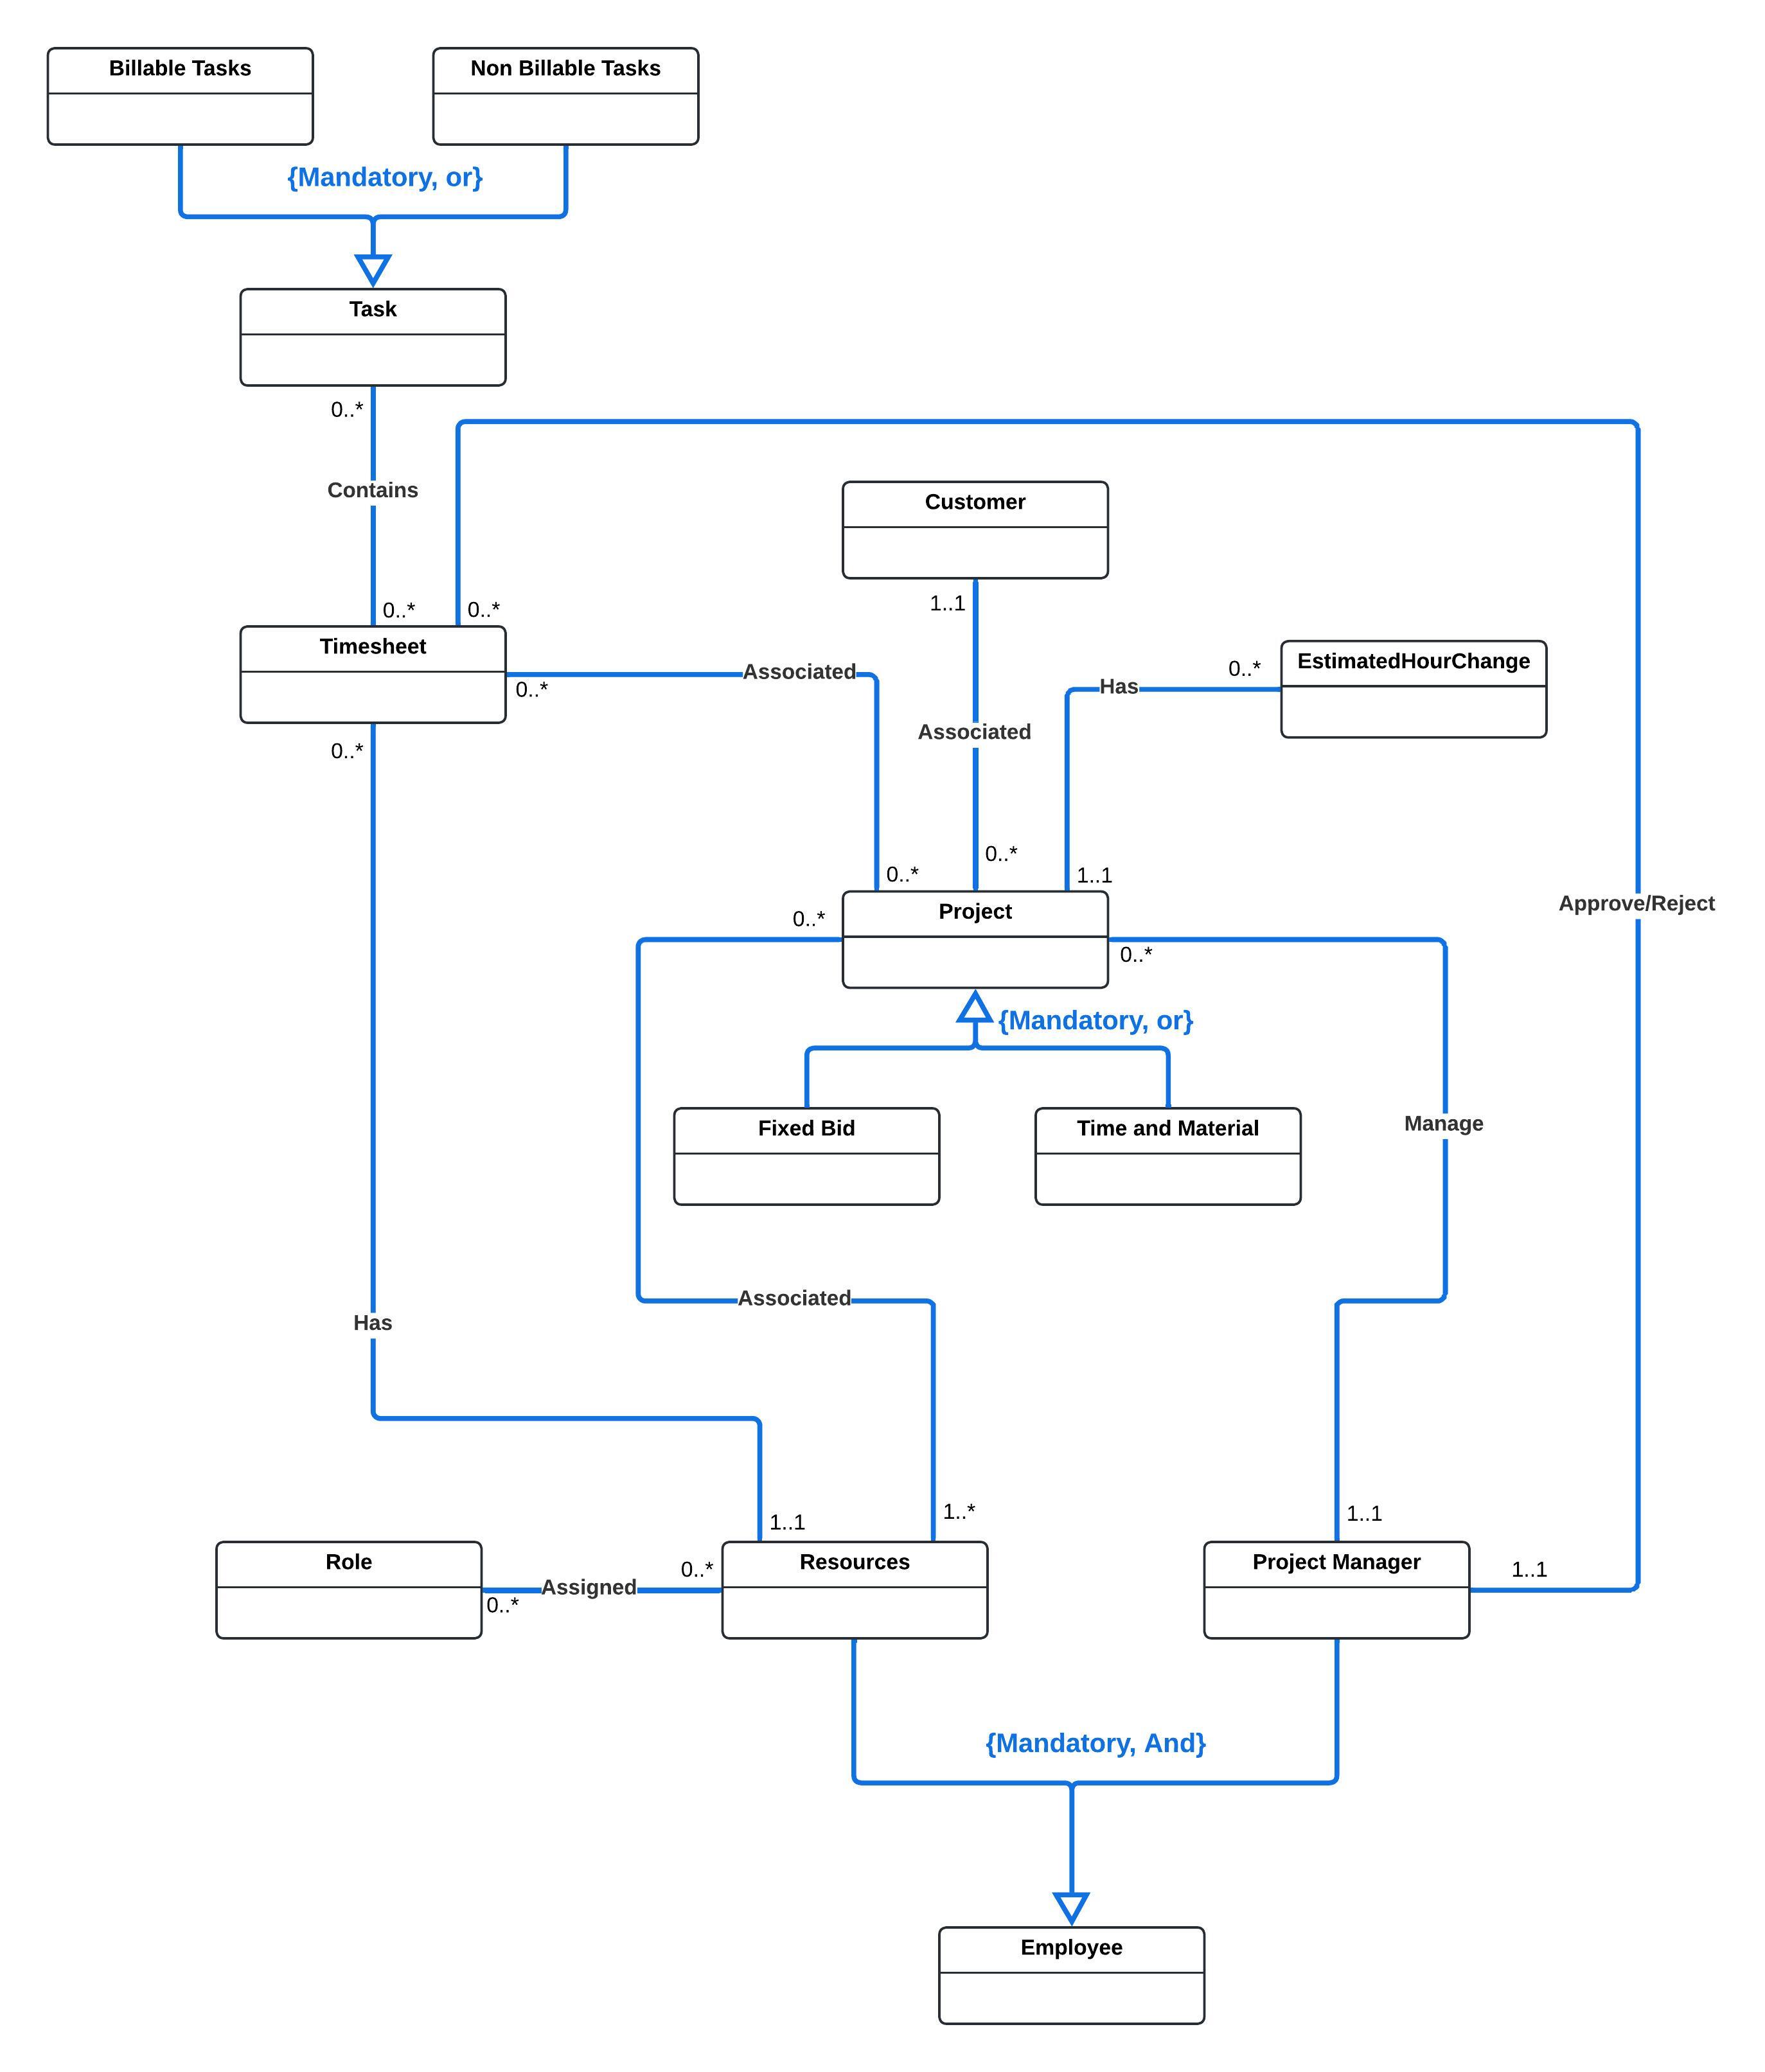 Billable Tasks
Non Billable Tasks
{Mandatory, or}
Task
0..*
Contains
Customer
1..1
0..*
0..*
Timesheet
0..*
Associated
0..*
Has
EstimatedHourChange
Associated
0..*
0..*
0..*
1..1
Approve/Reject
Project
0..*
0..*
{Mandatory, or}
Fixed Bid
Time and Material
Manage
Associated
Has
1..1
1..*
1..1
Role
0..*
Assigned
0..*
Resources
Project Manager
1..1
{Mandatory, And}
Employee